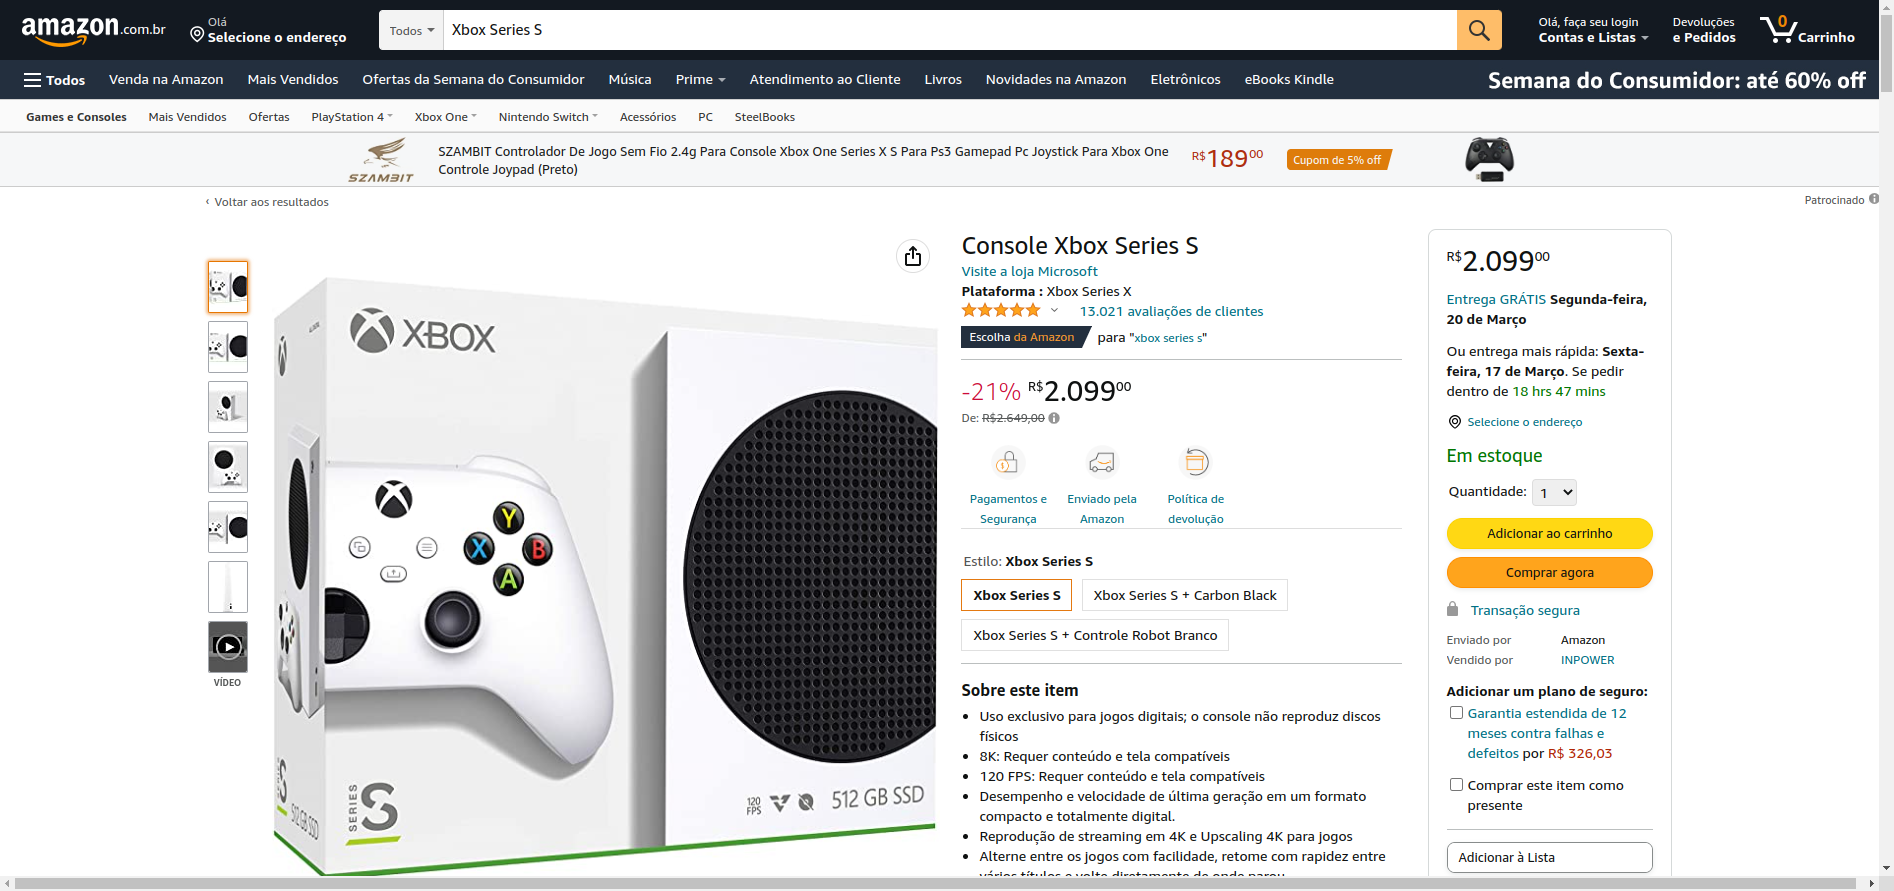 amazon.com.br
Olá
Selecione o endereço
Todos
Xbox Series S
Olá, faça seu login
Contas e Listas
Devoluções
e Pedidos
0
Carrinho
Todos
Venda na Amazon
Mais Vendidos
Ofertas da Semana do Consumidor
Música
Prime
Atendimento ao Cliente
Livros
Novidades na Amazon
Eletrônicos
eBooks Kindle
Semana do Consumidor: até 60% off
Games e Consoles
Mais Vendidos
Ofertas
PlayStation 4
Xbox One
Nintendo Switch
Acessórios
PC
SteelBooks
SZAMBIT
SZAMBIT Controlador De Jogo Sem Fio 2.4g Para Console Xbox One Series X S Para Ps3 Gamepad Pc Joystick Para Xbox One
Controle Joypad (Preto)
R$18900
Cupom de 5% off
‹ Voltar aos resultados
Patrocinado
VÍDEO
XBOX
Y
X
B
A
SERIES S
512 GB SSD
SERIES S
120
FPS
512 GB SSD
Console Xbox Series S
Visite a loja Microsoft
Plataforma : Xbox Series X
13.021 avaliações de clientes
Escolha da Amazon para "xbox series s"
-21% R$2.09900
De: R$2.649,00
Pagamentos e
Segurança
Enviado pela
Amazon
Política de
devolução
Estilo: Xbox Series S
Xbox Series S
Xbox Series S + Carbon Black
Xbox Series S + Controle Robot Branco
Sobre este item
Uso exclusivo para jogos digitais; o console não reproduz discos
físicos
8K: Requer conteúdo e tela compatíveis
120 FPS: Requer conteúdo e tela compatíveis
Desempenho e velocidade de última geração em um formato
compacto e totalmente digital.
Reprodução de streaming em 4K e Upscaling 4K para jogos
Alterne entre os jogos com facilidade, retome com rapidez entre
vários títulos e volte diretamente de onde parou
R$2.09900
Entrega GRÁTIS Segunda-feira,
20 de Março
Ou entrega mais rápida: Sexta-
feira, 17 de Março. Se pedir
dentro de 18 hrs 47 mins
Selecione o endereço
Em estoque
Quantidade: 1
Adicionar ao carrinho
Comprar agora
Transação segura
Enviado por Amazon
Vendido por INPOWER
Adicionar um plano de seguro:
Garantia estendida de 12
meses contra falhas e
defeitos por R$ 326,03
Comprar este item como
presente
Adicionar à Lista